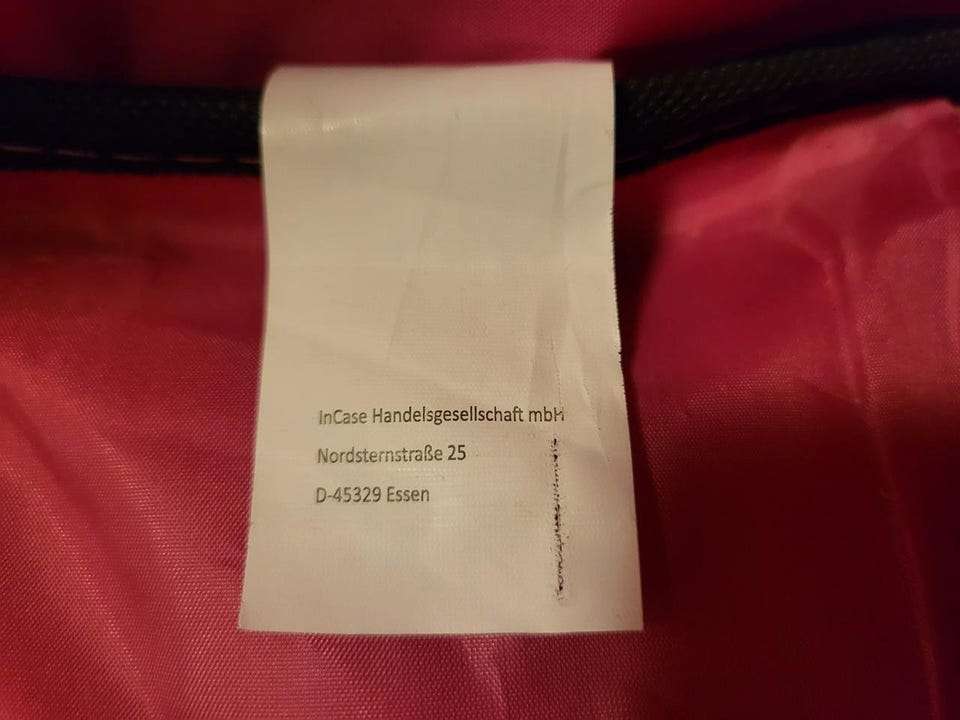 InCase Handelsgesellschaft mbH
Nordsternstraße 25
D-45329 Essen